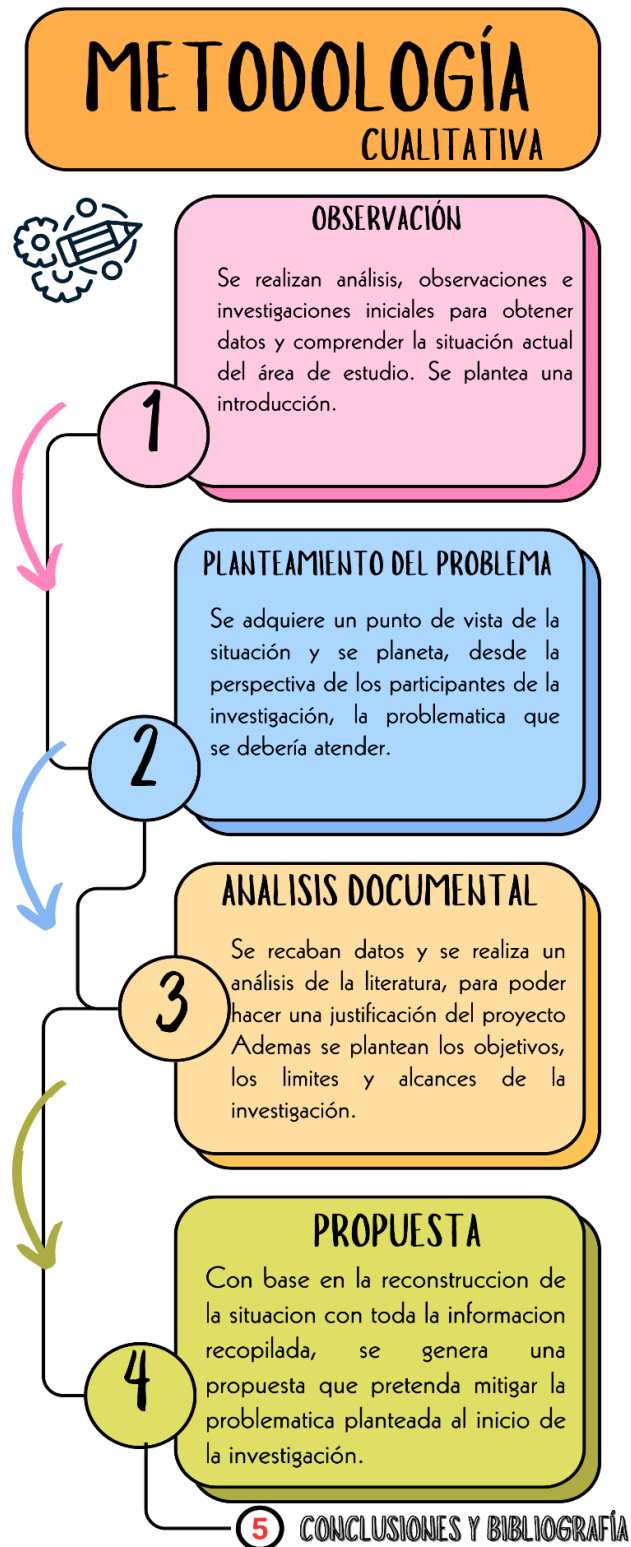 METODOLOGÍA
CUALITATIVA
OBSERVACIÓN
Se realizan análisis, observaciones e
investigaciones iniciales para obtener
datos y comprender la situación actual
del área de estudio. Se plantea una
introducción.
1
PLANTEAMIENTO DEL PROBLEMA
Se adquiere un punto de vista de la
situación y se planeta, desde la
perspectiva de los participantes de la
investigación, la problematica que
se debería atender.
2
ANALISIS DOCUMENTAL
Se recaban datos y se realiza un
análisis de la literatura, para poder
hacer una justificación del proyecto
Ademas se plantean los objetivos,
los limites y alcances de la
investigación.
3
PROPUESTA
Con base en la reconstruccion de
la situacion con toda la informacion
recopilada, se genera una
propuesta que pretenda mitigar la
problematica planteada al inicio de
la investigación.
4
5 CONCLUSIONES Y BIBLIOGRAFÍA